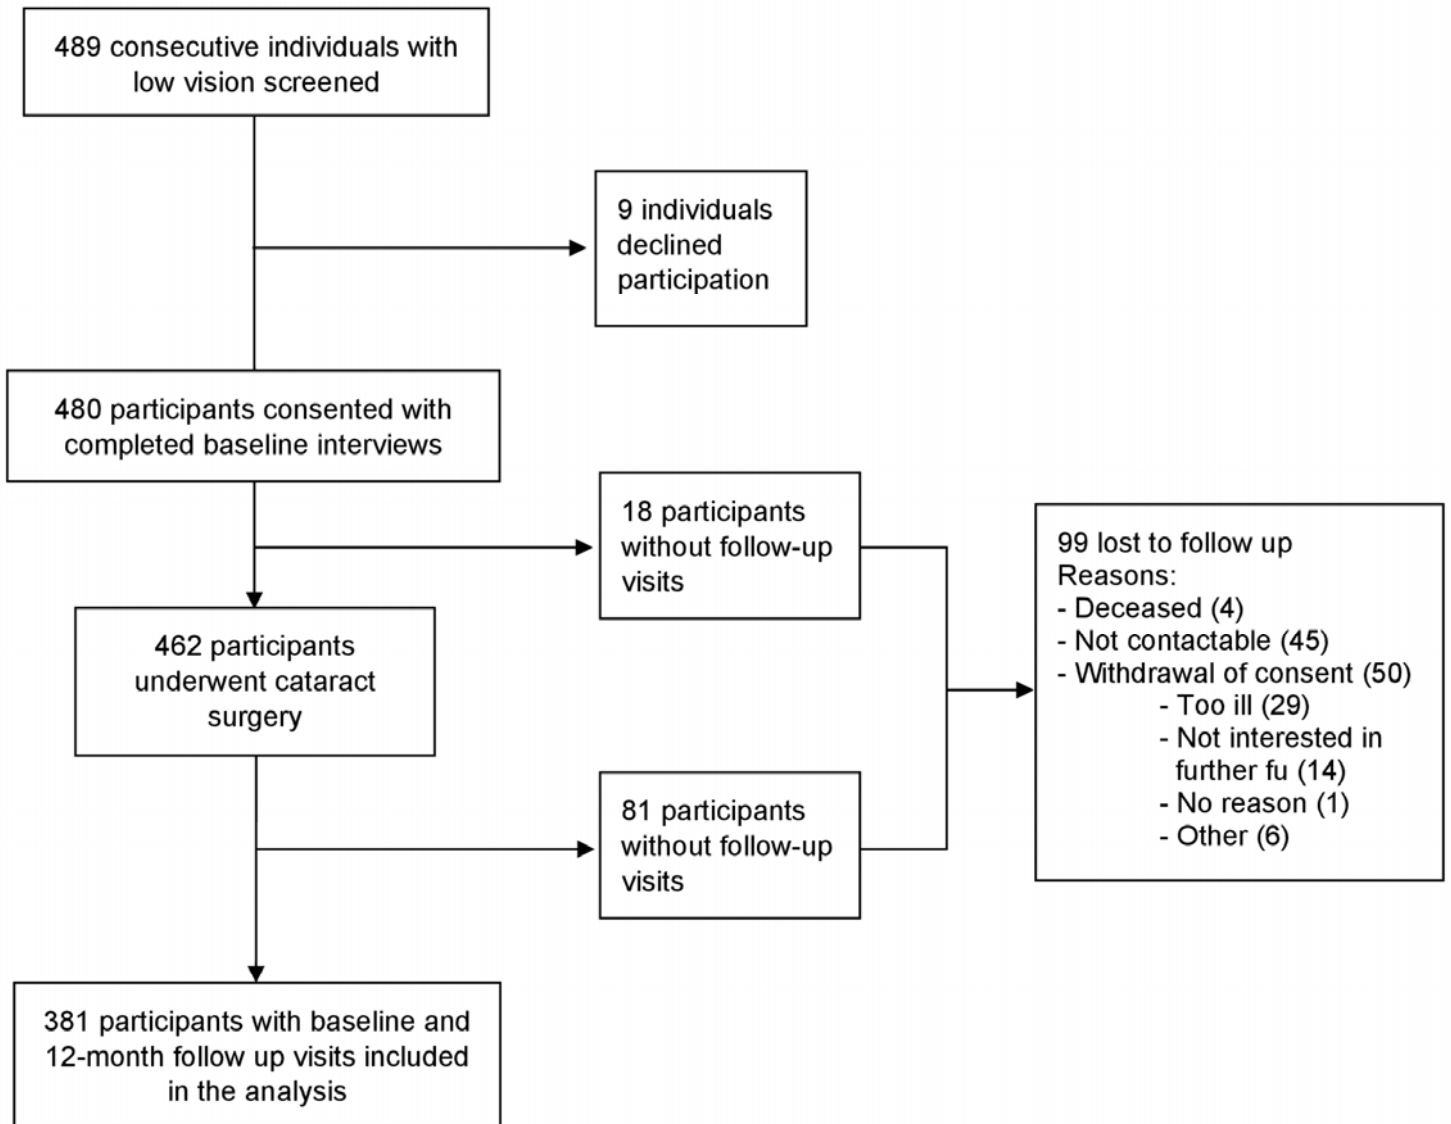 489 consecutive individuals with
low vision screened
9 individuals
declined
participation
480 participants consented with
completed baseline interviews
18 participants
without follow-up
visits
462 participants
underwent cataract
surgery
81 participants
without follow-up
visits
99 lost to follow up
Reasons:
- Deceased (4)
- Not contactable (45)
- Withdrawal of consent (50)
- Too ill (29)
- Not interested in
further fu (14)
- No reason (1)
- Other (6)
381 participants with baseline and
12-month follow up visits included
in the analysis